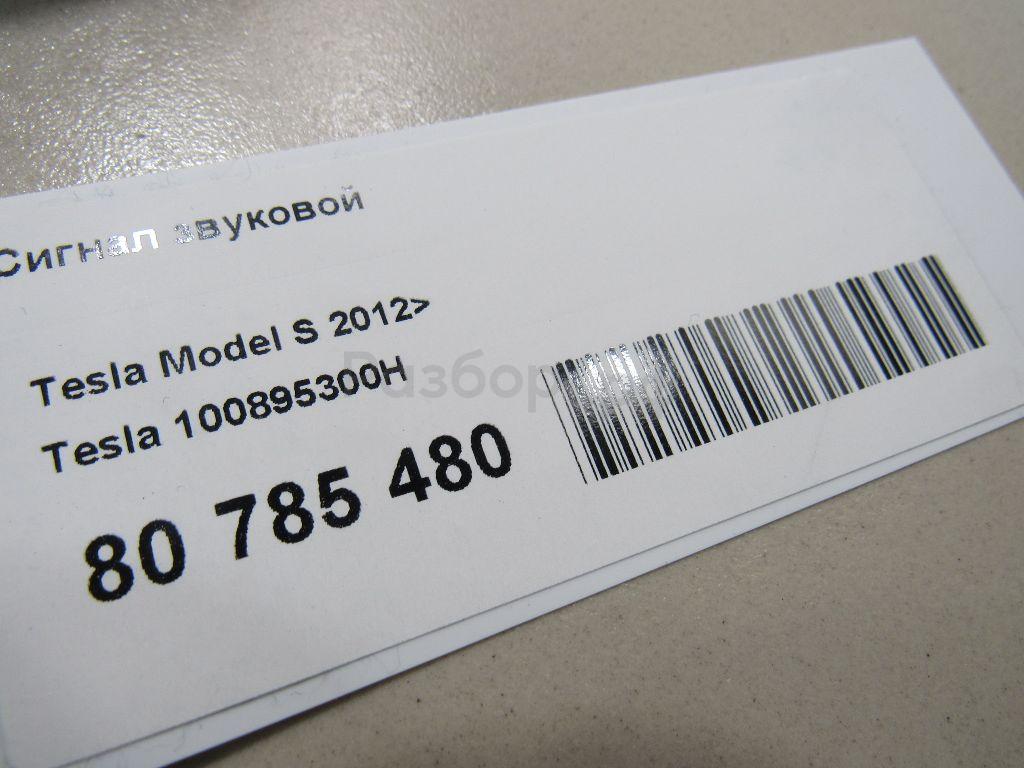 Сигнал звуковой
Tesla Model S 2012>
Tesla 100895300H
80 785 480